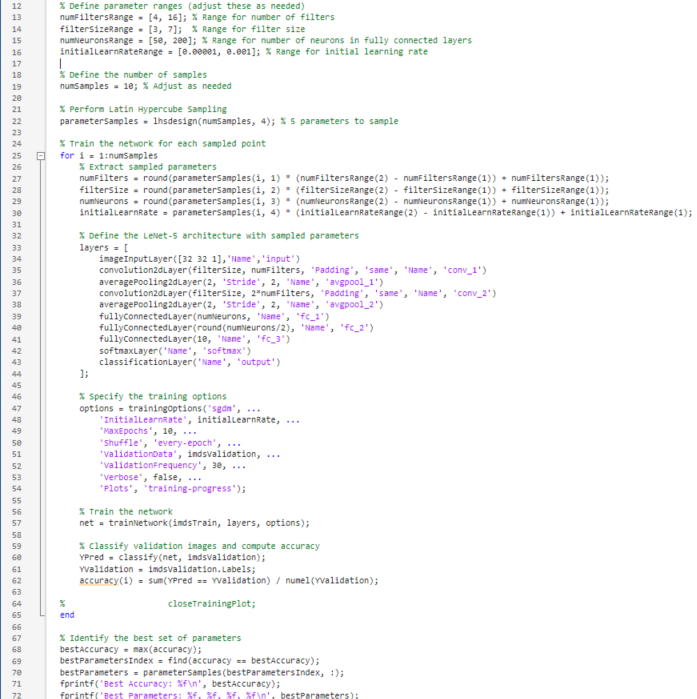 12 % Define parameter ranges (adjust these as needed)
13 numFiltersRange = [4, 16]; % Range for number of filters
14 filterSizeRange = [3, 7];  % Range for filter size
15 numNeuronsRange = [50, 200]; % Range for number of neurons in fully connected layers
16 initialLearnRateRange = [0.00001, 0.001]; % Range for initial learning rate
17
18 % Define the number of samples
19 numSamples = 10; % Adjust as needed
20
21 % Perform Latin Hypercube Sampling
22 parameterSamples = lhsdesign(numSamples, 4); % 5 parameters to sample
23
24 % Train the network for each sampled point
25 for i = 1:numSamples
26 % Extract sampled parameters
27 numFilters = round(parameterSamples(i, 1) * (numFiltersRange(2) - numFiltersRange(1)) + numFiltersRange(1));
28 filterSize = round(parameterSamples(i, 2) * (filterSizeRange(2) - filterSizeRange(1)) + filterSizeRange(1));
29 numNeurons = round(parameterSamples(i, 3) * (numNeuronsRange(2) - numNeuronsRange(1)) + numNeuronsRange(1));
30 initialLearnRate = parameterSamples(i, 4) * (initialLearnRateRange(2) - initialLearnRateRange(1)) + initialLearnRateRange(1);
31
32 % Define the LeNet-5 architecture with sampled parameters
33 layers = [
34 imageInputLayer([32 32 1],'Name','input')
35 convolution2dLayer(filterSize, numFilters, 'Padding', 'same', 'Name', 'conv_1')
36 averagePooling2dLayer(2, 'Stride', 2, 'Name', 'avgpool_1')
37 convolution2dLayer(filterSize, 2*numFilters, 'Padding', 'same', 'Name', 'conv_2')
38 averagePooling2dLayer(2, 'Stride', 2, 'Name', 'avgpool_2')
39 fullyConnectedLayer(numNeurons, 'Name', 'fc_1')
40 fullyConnectedLayer(round(numNeurons/2), 'Name', 'fc_2')
41 fullyConnectedLayer(10, 'Name', 'fc_3')
42 softmaxLayer('Name', 'softmax')
43 classificationLayer('Name', 'output')
44 ];
45
46 % Specify the training options
47 options = trainingOptions('sgdm', ...
48 'InitialLearnRate', initialLearnRate, ...
49 'MaxEpochs', 10, ...
50 'Shuffle', 'every-epoch', ...
51 'ValidationData', imdsValidation, ...
52 'ValidationFrequency', 30, ...
53 'Verbose', false, ...
54 'Plots', 'training-progress');
55
56 % Train the network
57 net = trainNetwork(imdsTrain, layers, options);
58
59 % Classify validation images and compute accuracy
60 YPred = classify(net, imdsValidation);
61 YValidation = imdsValidation.Labels;
62 accuracy(i) = sum(YPred == YValidation) / numel(YValidation);
63
64 % closeTrainingPlot;
65 end
66
67 % Identify the best set of parameters
68 bestAccuracy = max(accuracy);
69 bestParametersIndex = find(accuracy == bestAccuracy);
70 bestParameters = parameterSamples(bestParametersIndex, :);
71 fprintf('Best Accuracy: %f\n', bestAccuracy);
72 fprintf('Best Parameters: %f, %f, %f, %f\n', bestParameters);